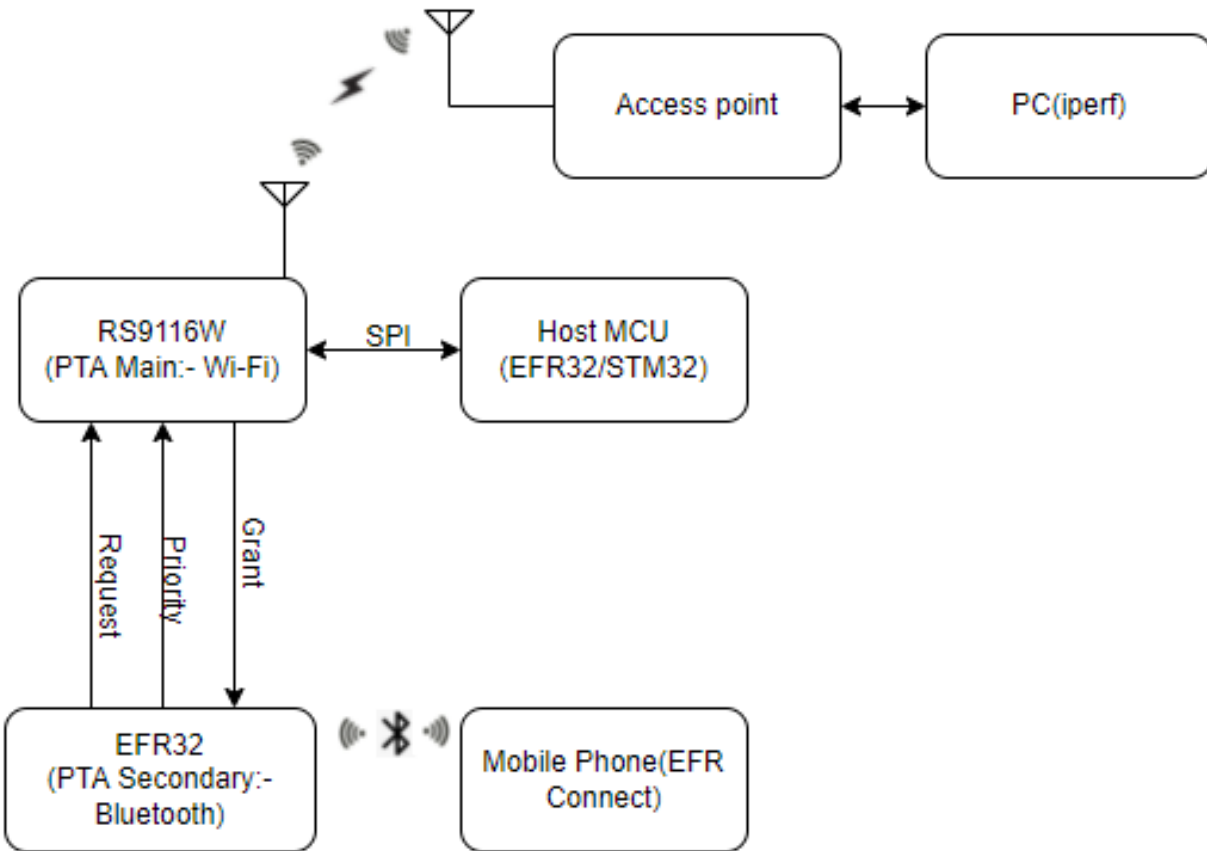 Access point
PC(iperf)
RS9116W
(PTA Main:- Wi-Fi)
SPI
Host MCU
(EFR32/STM32)
Request
Priority
Grant
EFR32
(PTA Secondary:-
Bluetooth)
Mobile Phone(EFR
Connect)